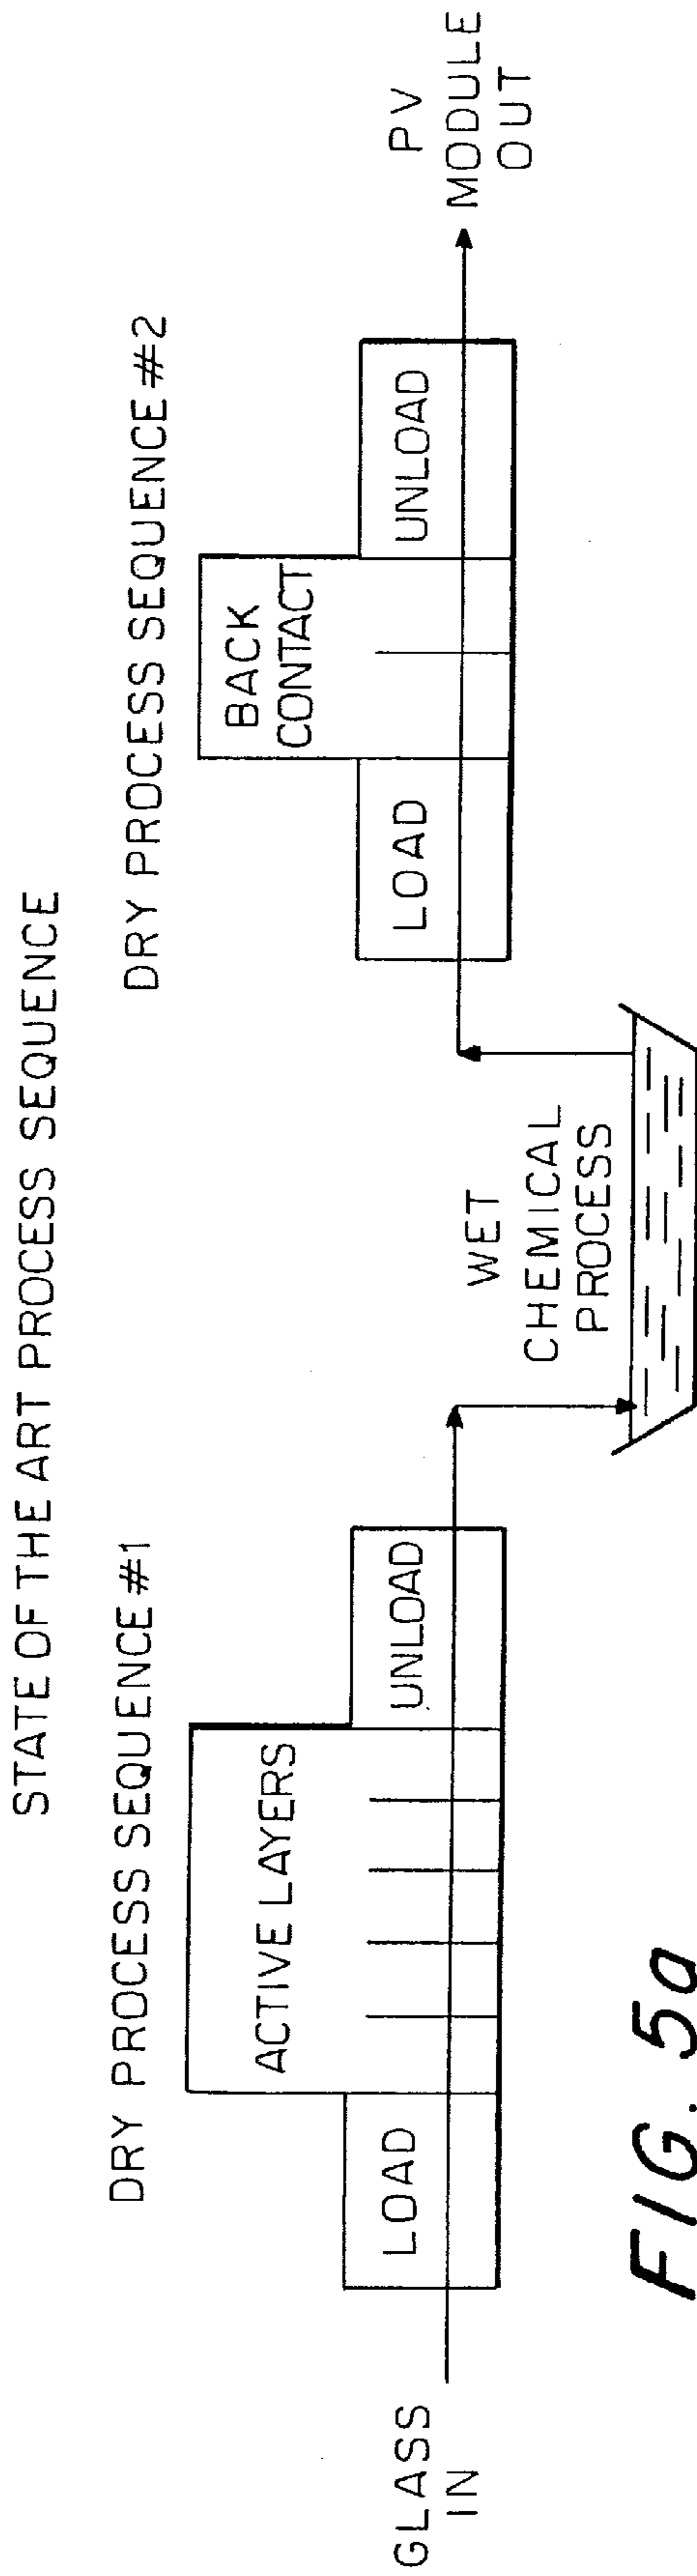 STATE OF THE ART PROCESS SEQUENCE
DRY PROCESS SEQUENCE #1
DRY PROCESS SEQUENCE #2
GLASS
IN
LOAD
ACTIVE LAYERS
UNLOAD
WET
CHEMICAL
PROCESS
LOAD
BACK
CONTACT
UNLOAD
PV
MODULE
OUT
FIG. 5a